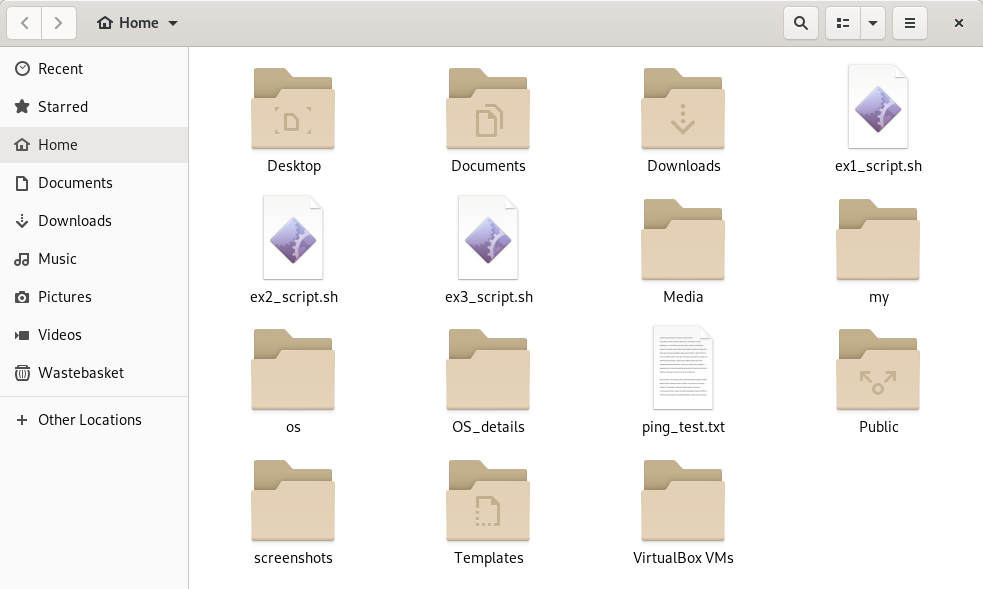 Home
Recent
Starred
Home
Documents
Downloads
Music
Pictures
Videos
Wastebasket
Other Locations
Desktop
Documents
Downloads
ex1_script.sh
ex2_script.sh
ex3_script.sh
Media
my
os
OS_details
ping_test.txt
Public
screenshots
Templates
VirtualBox VMs